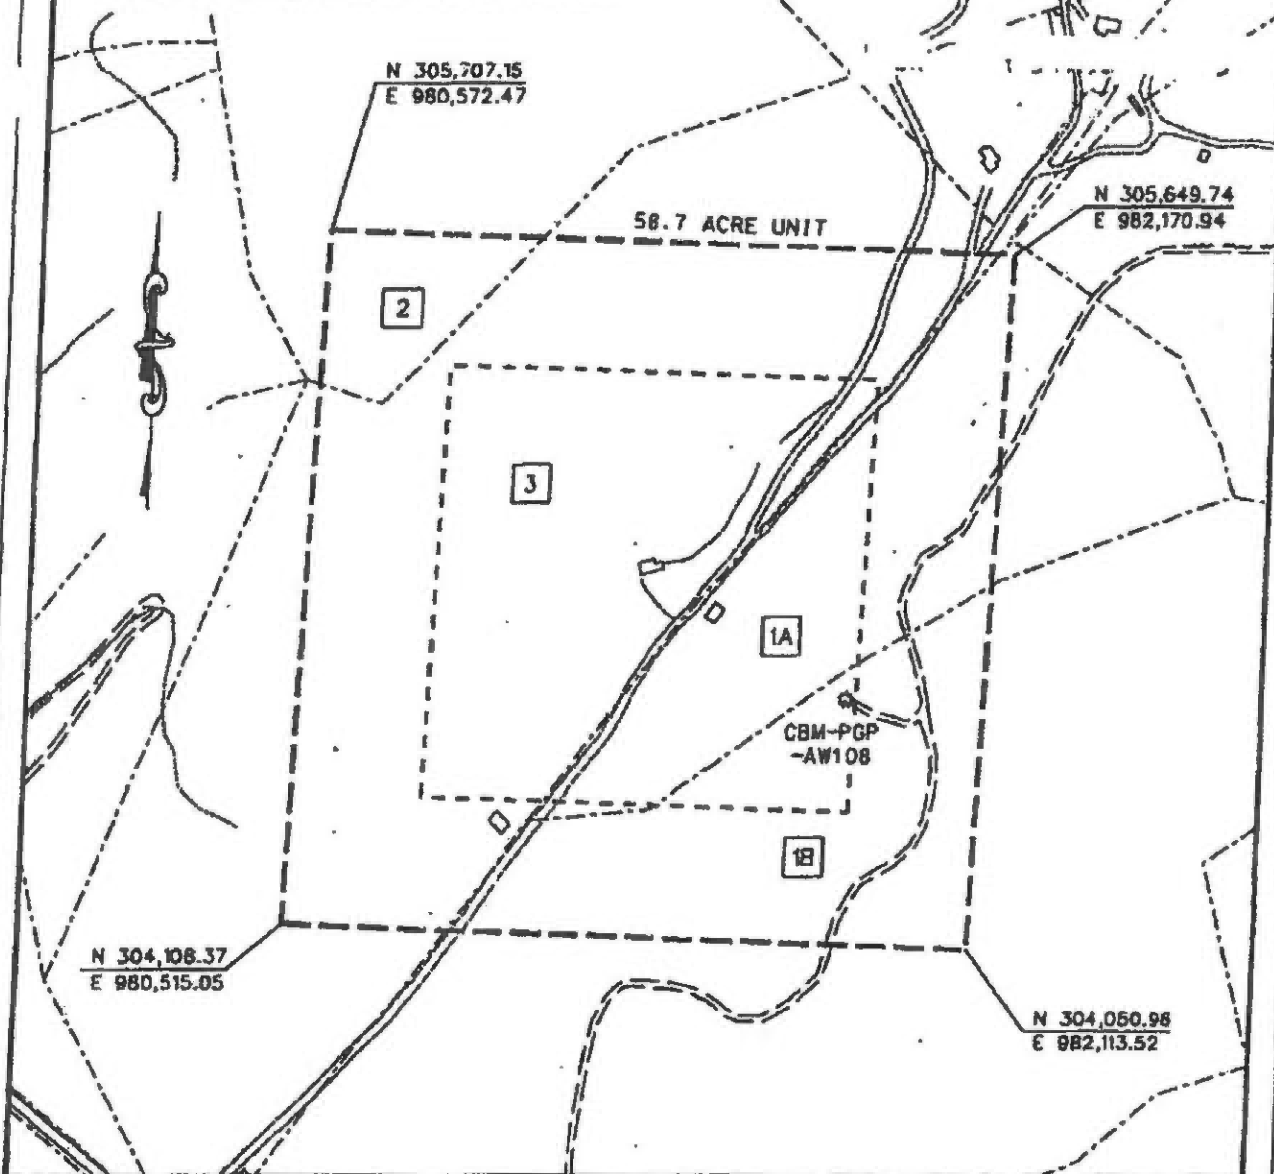 N 305,707.15
E 980,572.47
N 305,649.74
E 982,170.94
58.7 ACRE UNIT
2
3
1A
CBM-PGP
-AW108
1B
N 304,108.37
E 980,515.05
N 304,050.96
E 982,113.52